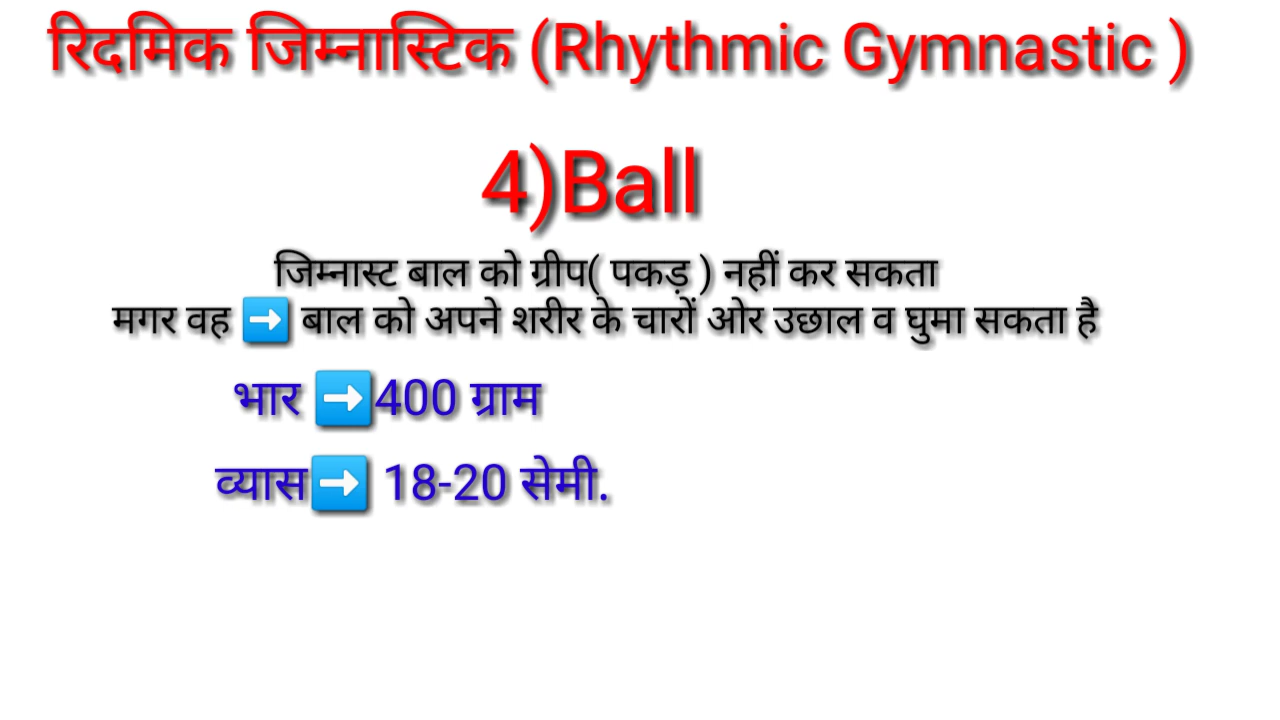 रिदमिक जिम्नास्टिक (Rhythmic Gymnastic )
4)Ball
जिम्नास्ट बाल को ग्रीप( पकड़ ) नहीं कर सकता
मगर वह ➡️ बाल को अपने शरीर के चारों ओर उछाल व घुमा सकता है
भार ➡️400 ग्राम
व्यास➡️ 18-20 सेमी.